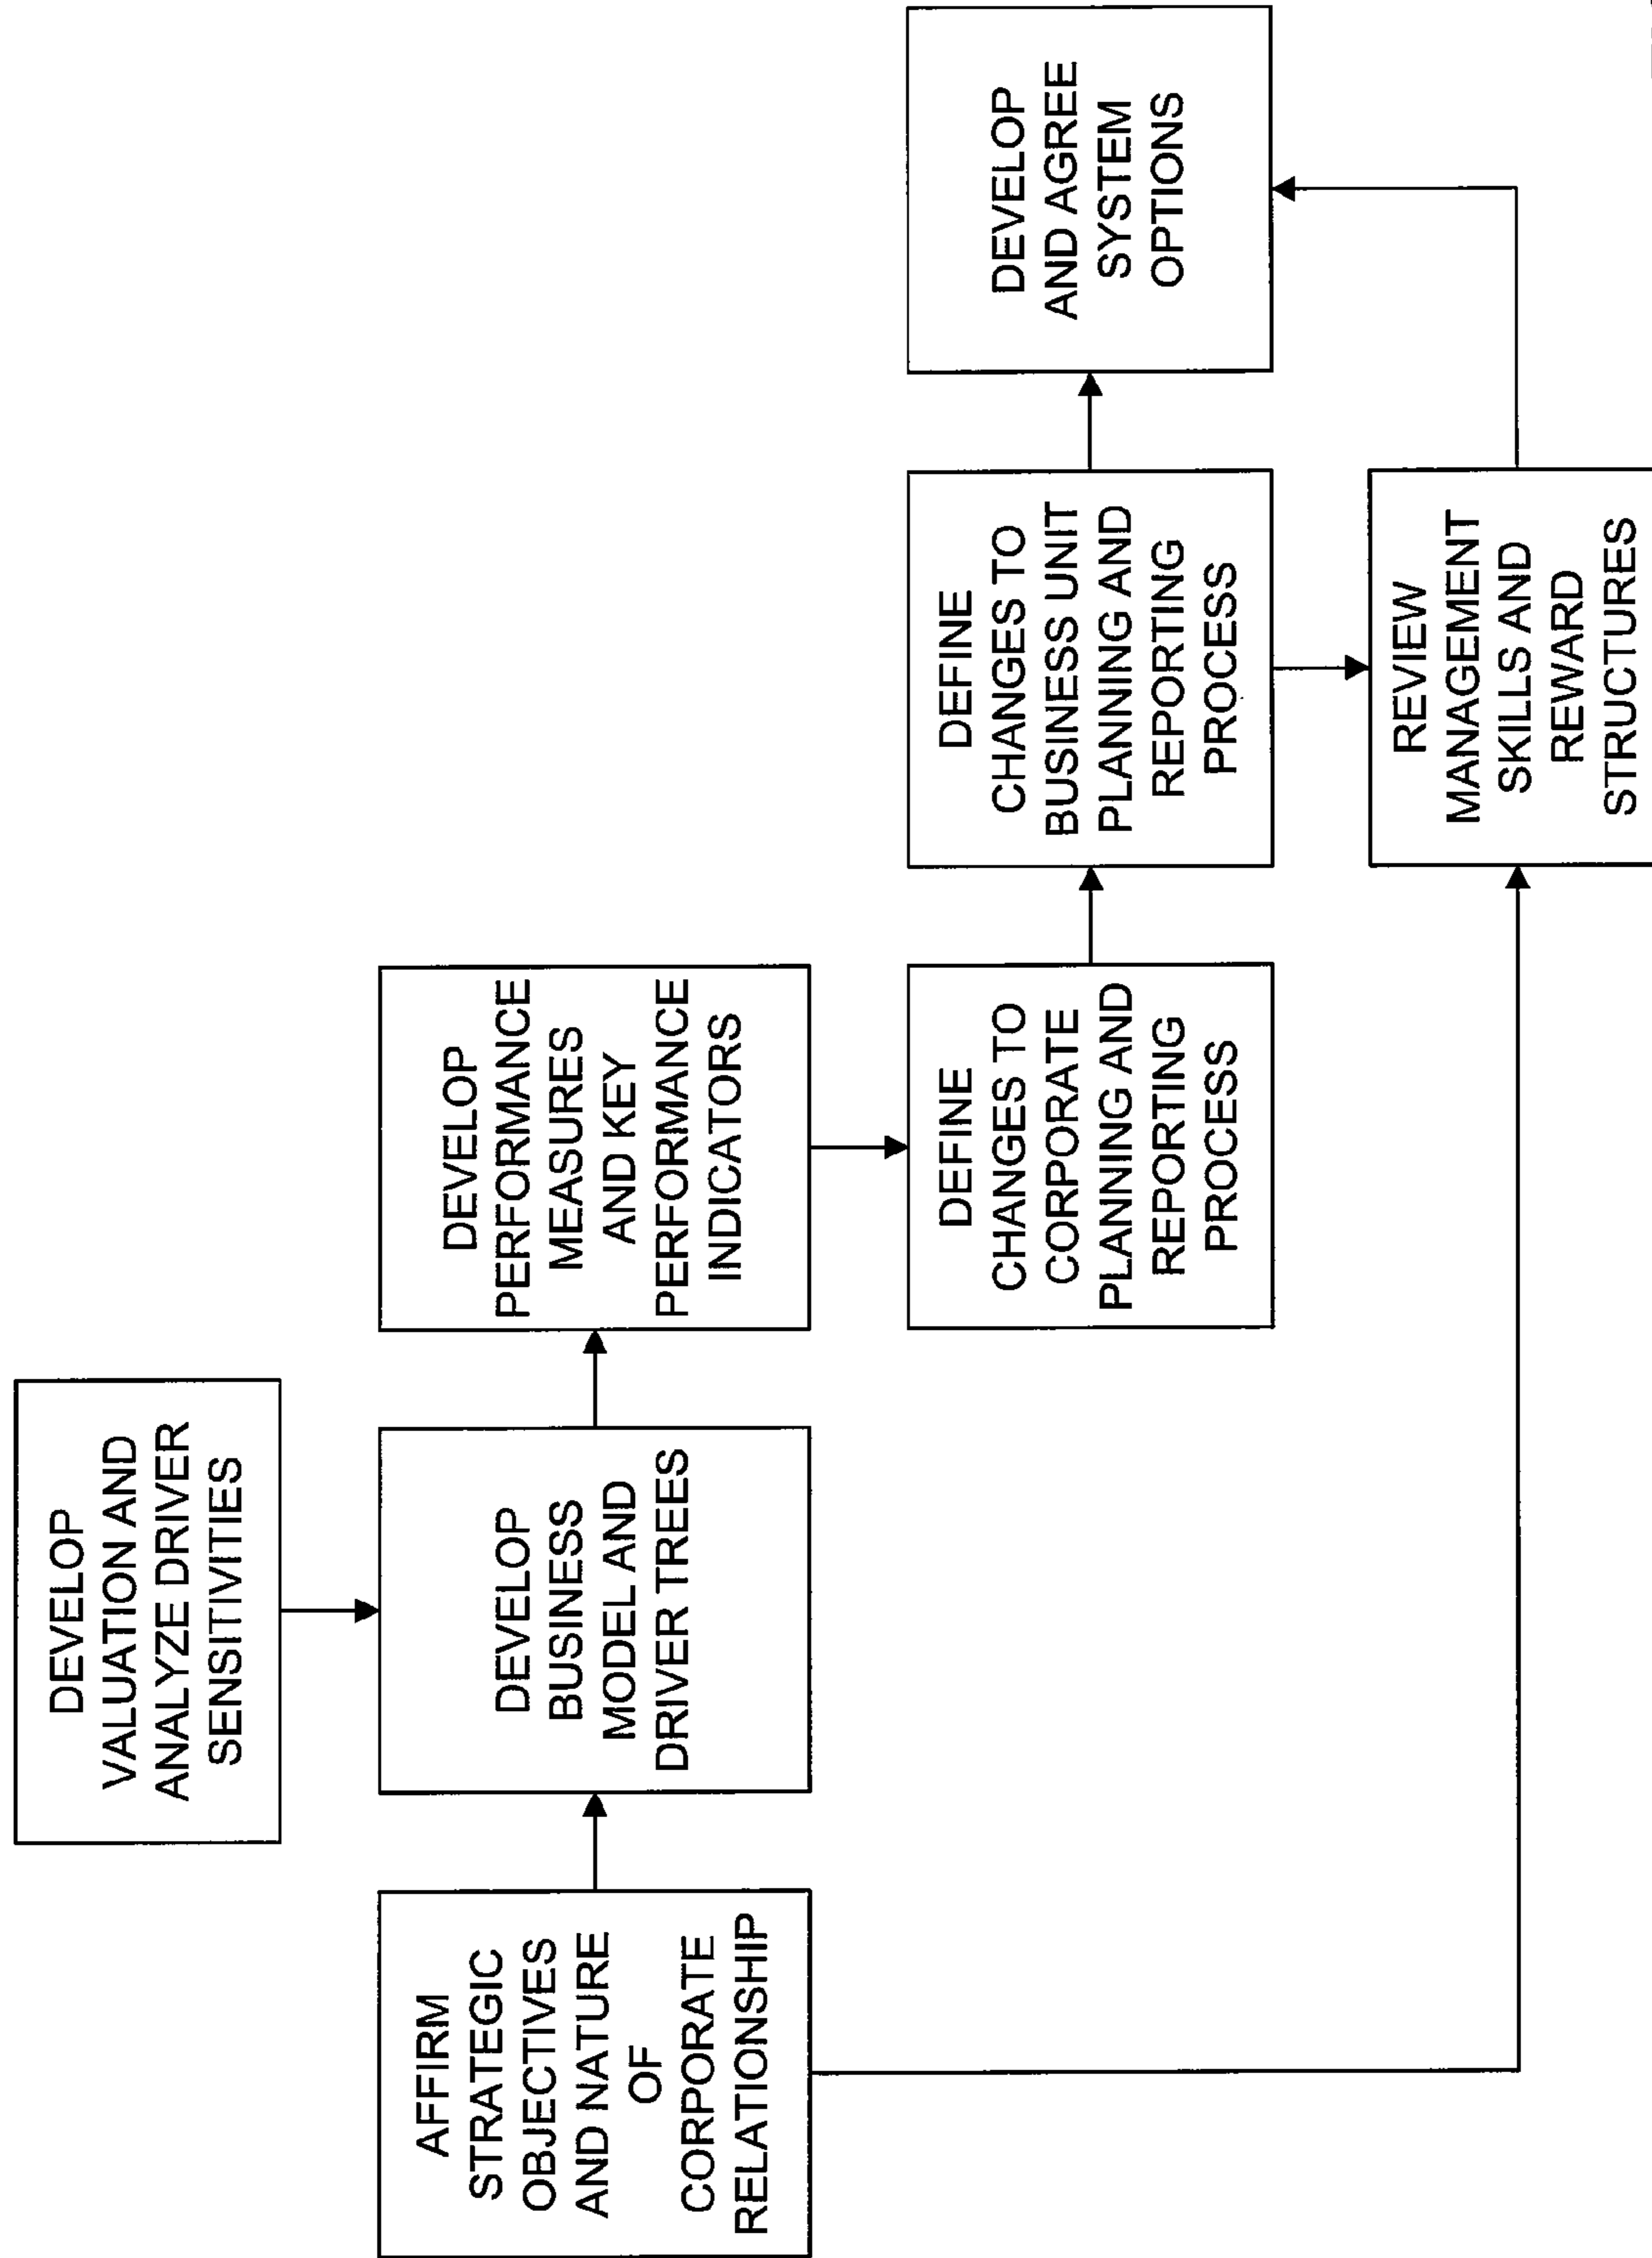 DEVELOP
VALUATION AND
ANALYZE DRIVER
SENSITIVITIES
AFFIRM
STRATEGIC
OBJECTIVES
AND NATURE
OF
CORPORATE
RELATIONSHIP
DEVELOP
BUSINESS
MODEL AND
DRIVER TREES
DEVELOP
PERFORMANCE
MEASURES
AND KEY
PERFORMANCE
INDICATORS
DEFINE
CHANGES TO
CORPORATE
PLANNING AND
REPORTING
PROCESS
DEFINE
CHANGES TO
BUSINESS UNIT
PLANNING AND
REPORTING
PROCESS
DEVELOP
AND AGREE
SYSTEM
OPTIONS
REVIEW
MANAGEMENT
SKILLS AND
REWARD
STRUCTURES